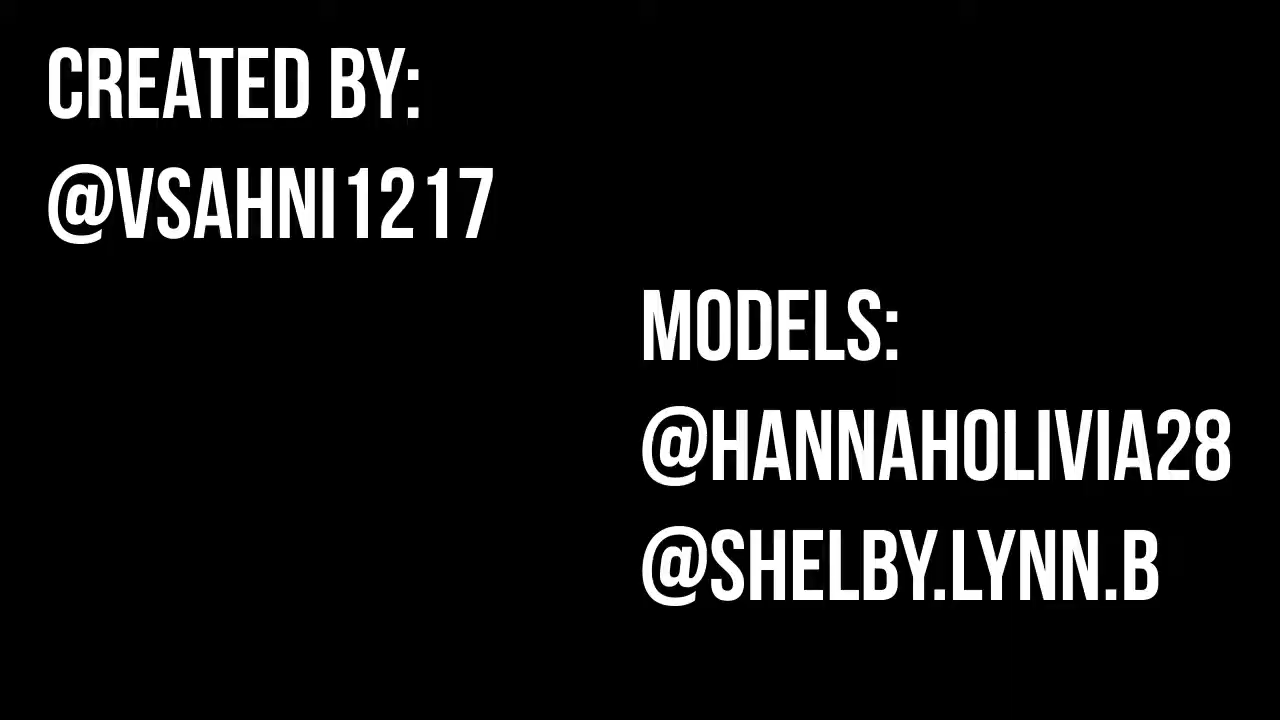 CREATED BY:
@VSAHNI1217
MODELS:
@HANNAHOLIVIA28
@SHELBY.LYNN.B